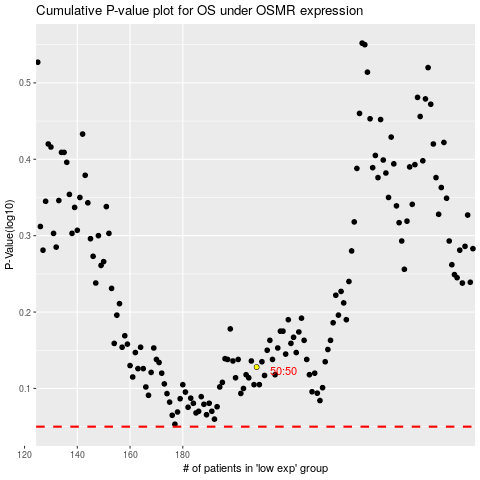 Cumulative P-value plot for OS under OSMR expression
P-Value(log10)
0.5
0.4
0.3
0.2
0.1
50:50
120 140 160 180
# of patients in 'low exp' group